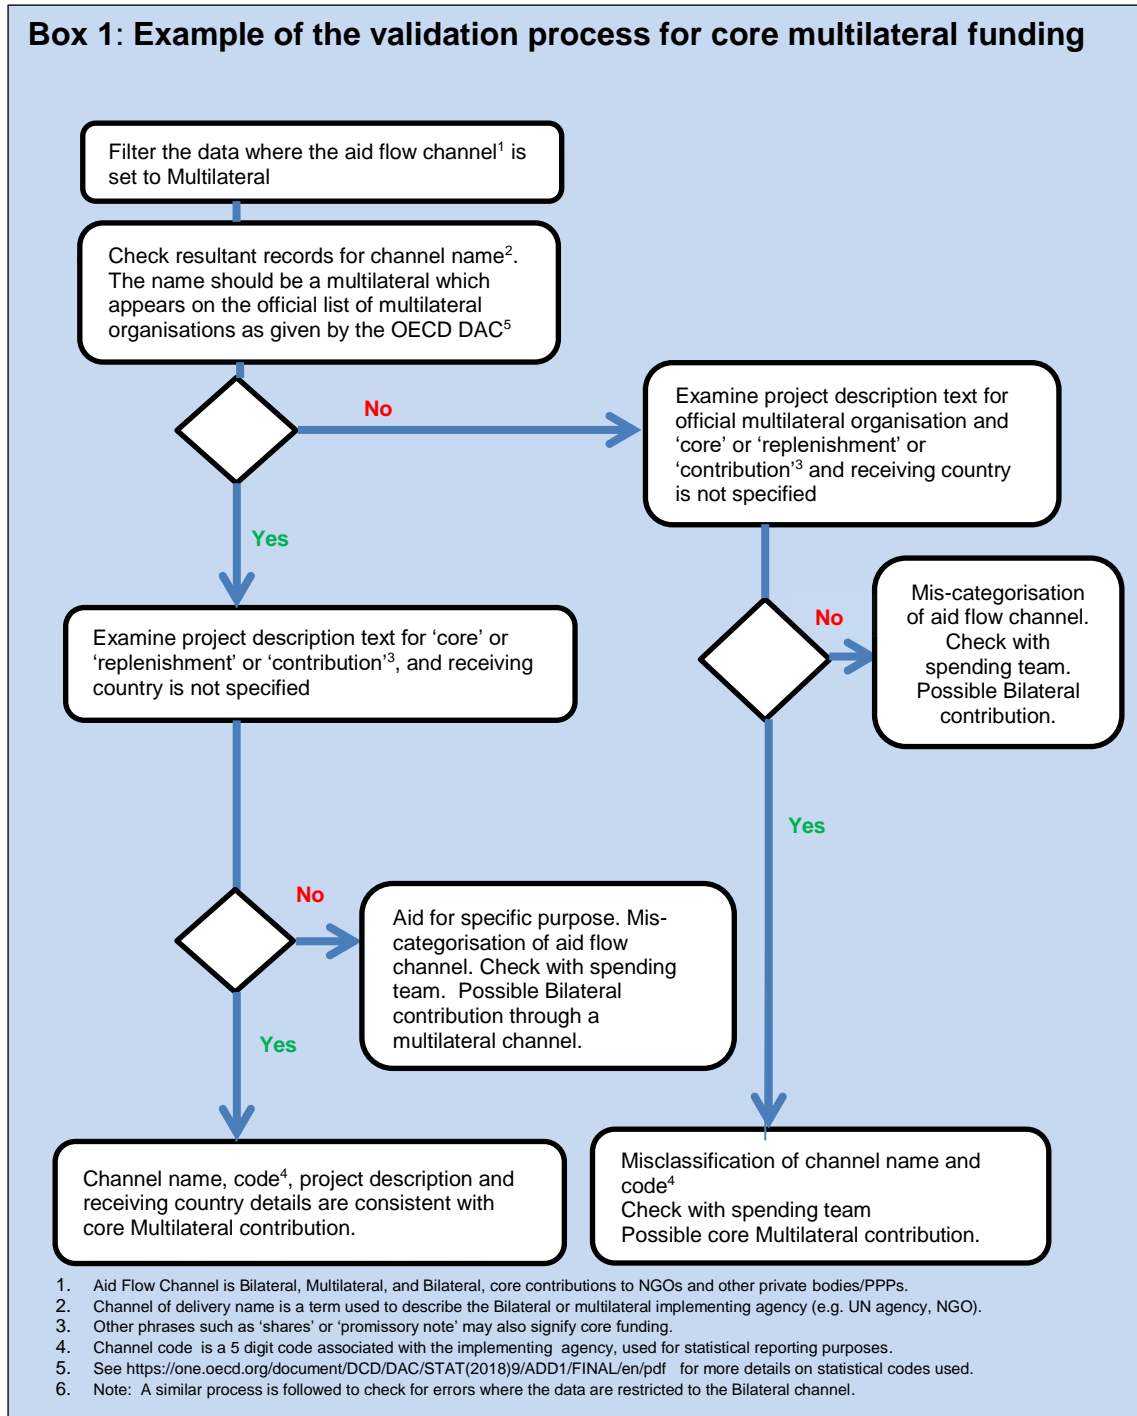 Box 1: Example of the validation process for core multilateral funding
Filter the data where the aid flow channel1 is
set to Multilateral
Check resultant records for channel name2.
The name should be a multilateral which
appears on the official list of multilateral
organisations as given by the OECD DAC5
No
Examine project description text for
official multilateral organisation and
‘core’ or ‘replenishment’ or
‘contribution’3 and receiving country
is not specified
Yes
Examine project description text for ‘core’ or
‘replenishment’ or ‘contribution’3, and receiving
country is not specified
No
Mis-categorisation
of aid flow channel.
Check with
spending team.
Possible Bilateral
contribution.
Yes
No
Aid for specific purpose. Mis-
categorisation of aid flow
channel. Check with spending
team.  Possible Bilateral
contribution through a
multilateral channel.
Yes
Channel name, code4, project description and
receiving country details are consistent with
core Multilateral contribution.
Misclassification of channel name and
code4
Check with spending team
Possible core Multilateral contribution.
1. Aid Flow Channel is Bilateral, Multilateral, and Bilateral, core contributions to NGOs and other private bodies/PPPs.
2. Channel of delivery name is a term used to describe the Bilateral or multilateral implementing agency (e.g. UN agency, NGO).
3. Other phrases such as ‘shares’ or ‘promissory note’ may also signify core funding.
4. Channel code  is a 5 digit code associated with the implementing  agency, used for statistical reporting purposes.
5. See https://one.oecd.org/document/DCD/DAC/STAT(2018)9/ADD1/FINAL/en/pdf   for more details on statistical codes used.
6. Note:  A similar process is followed to check for errors where the data are restricted to the Bilateral channel.